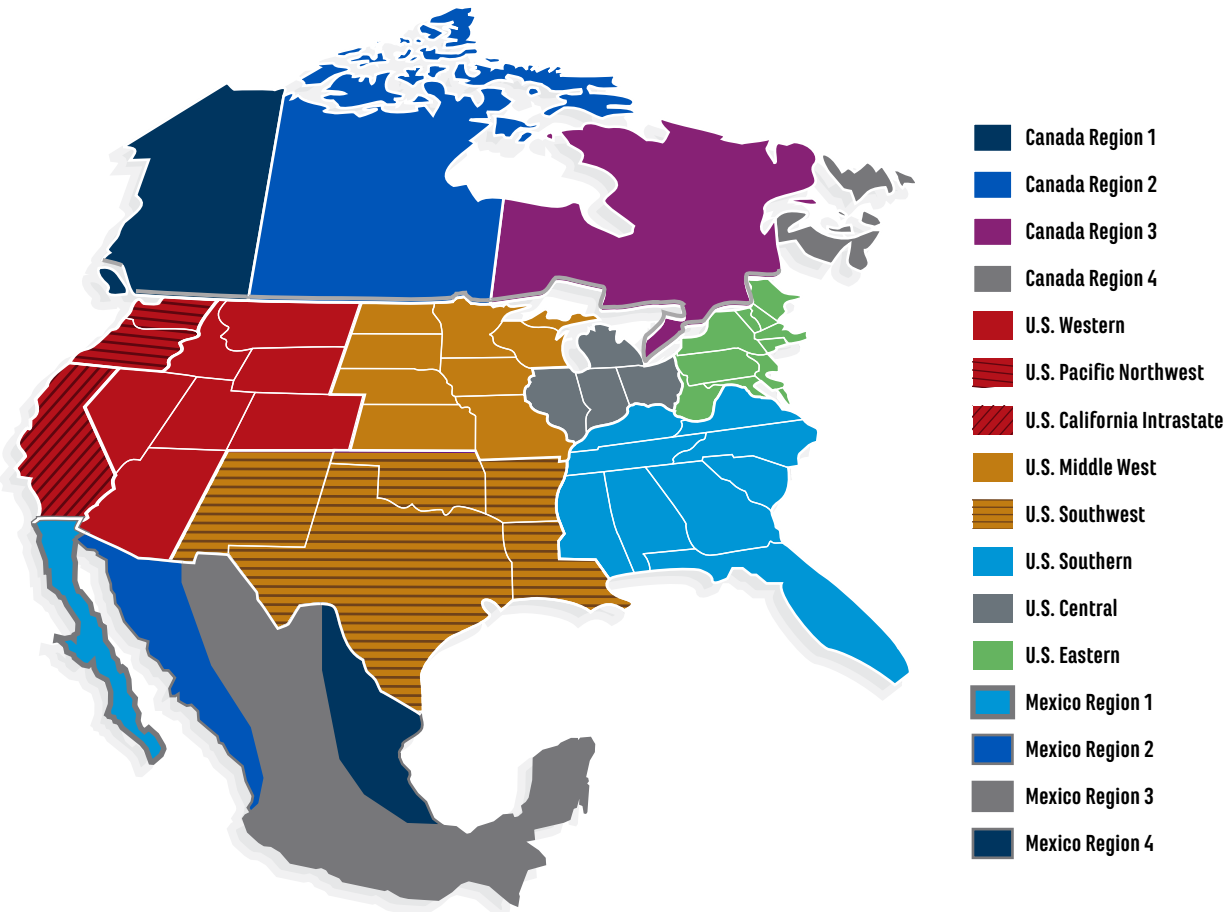 Canada Region 1
Canada Region 2
Canada Region 3
Canada Region 4
U.S. Western
U.S. Pacific Northwest
U.S. California Intrastate
U.S. Middle West
U.S. Southwest
U.S. Southern
U.S. Central
U.S. Eastern
Mexico Region 1
Mexico Region 2
Mexico Region 3
Mexico Region 4